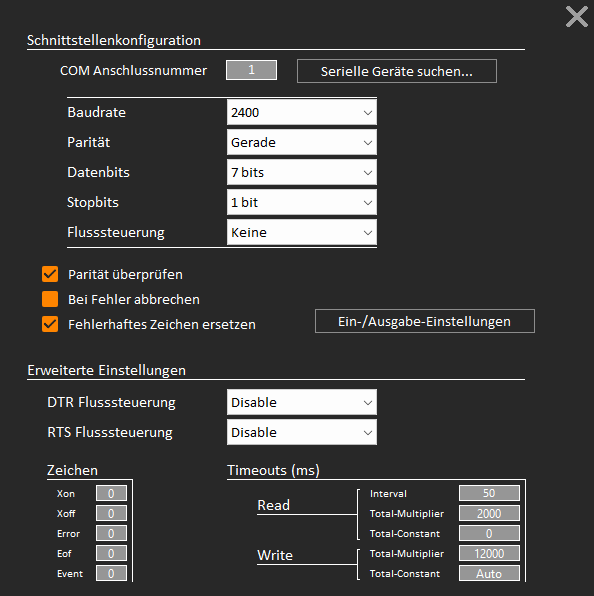 Schnittstellenkonfiguration
COM Anschlussnummer 1 Serielle Geräte suchen...
Baudrate 2400
Parität Gerade
Datenbits 7 bits
Stopbits 1 bit
Flusssteuerung Keine
Parität überprüfen
Bei Fehler abbrechen
Fehlerhaftes Zeichen ersetzen Ein-/Ausgabe-Einstellungen
Erweiterte Einstellungen
DTR Flusssteuerung Disable
RTS Flusssteuerung Disable
Zeichen Timeouts (ms)
Xon 0 Interval 50
Read
Xoff 0 Total-Multiplier 2000
Error 0 Total-Constant 0
Eof 0 Write Total-Multiplier 12000
Event 0 Total-Constant Auto